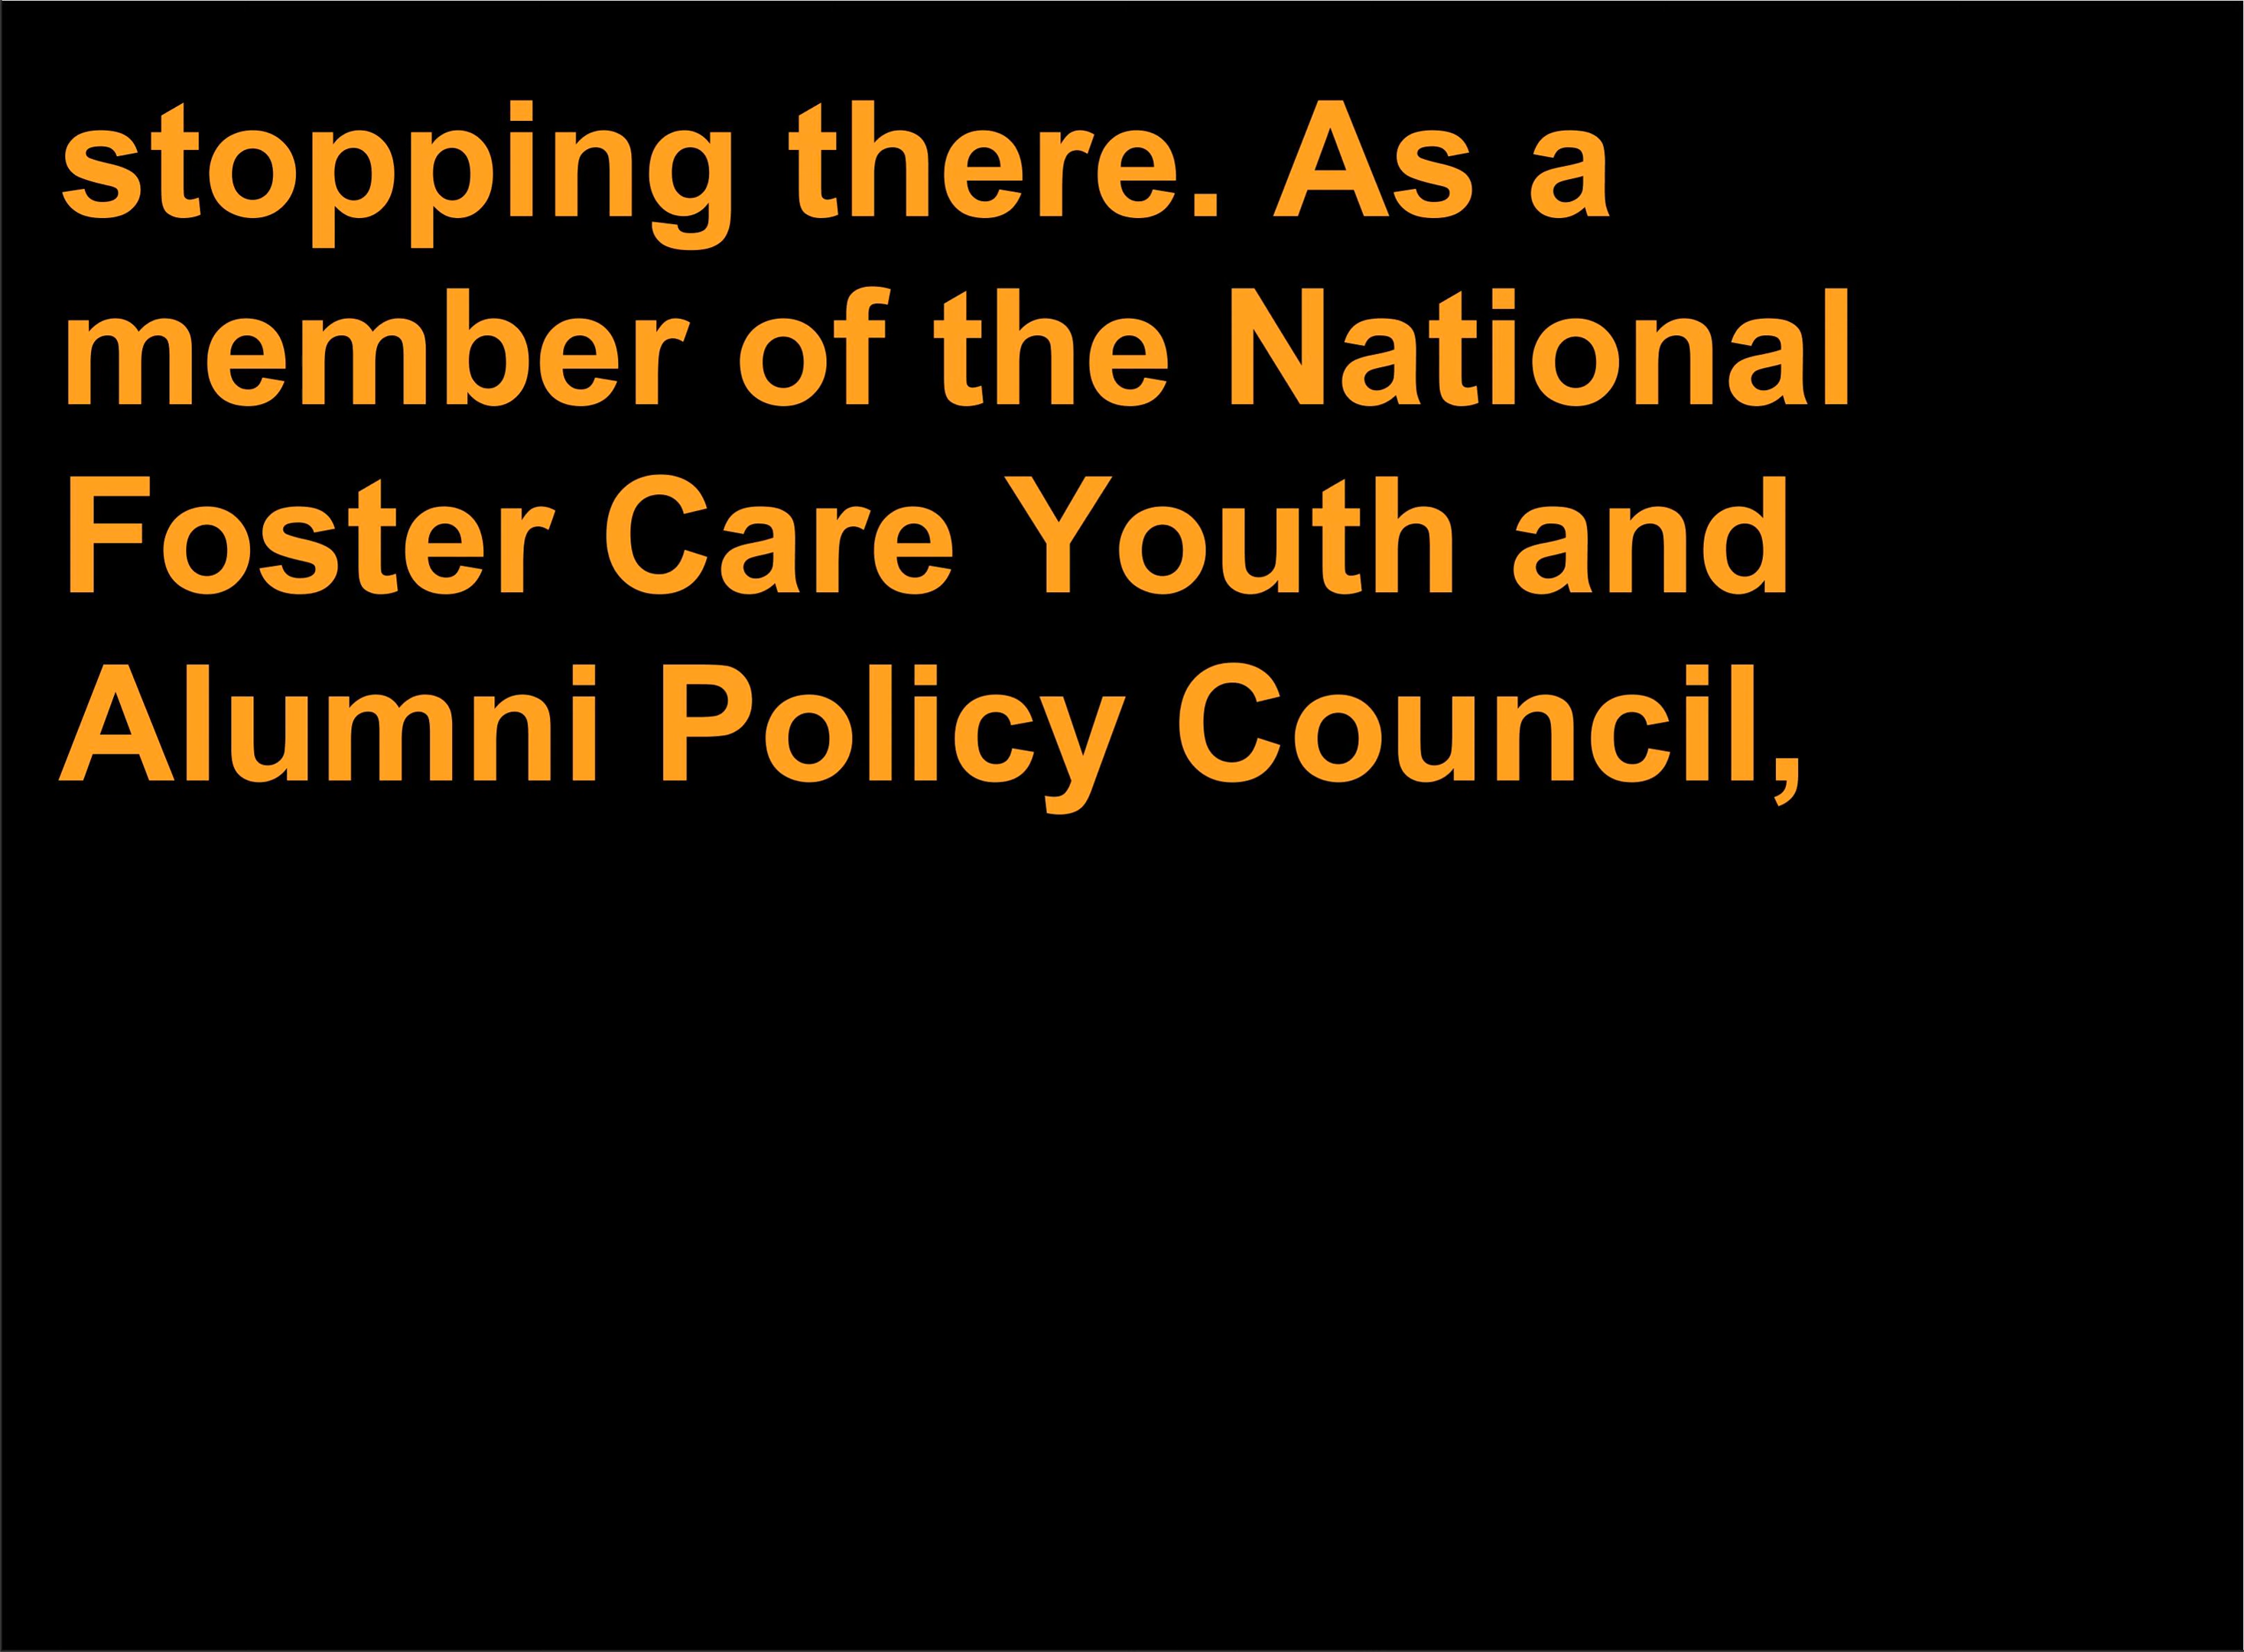 stopping there. As a
member of the National
Foster Care Youth and
Alumni Policy Council,